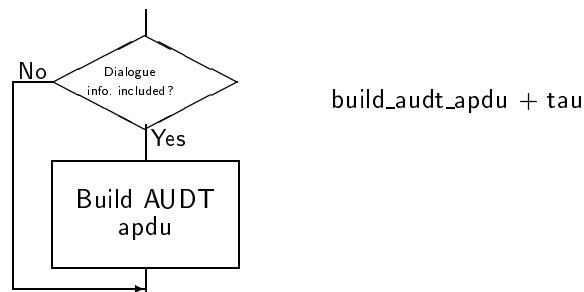 Dialogue
info. included?
No
Yes
Build AUDT
apdu
build_audt_apdu + tau